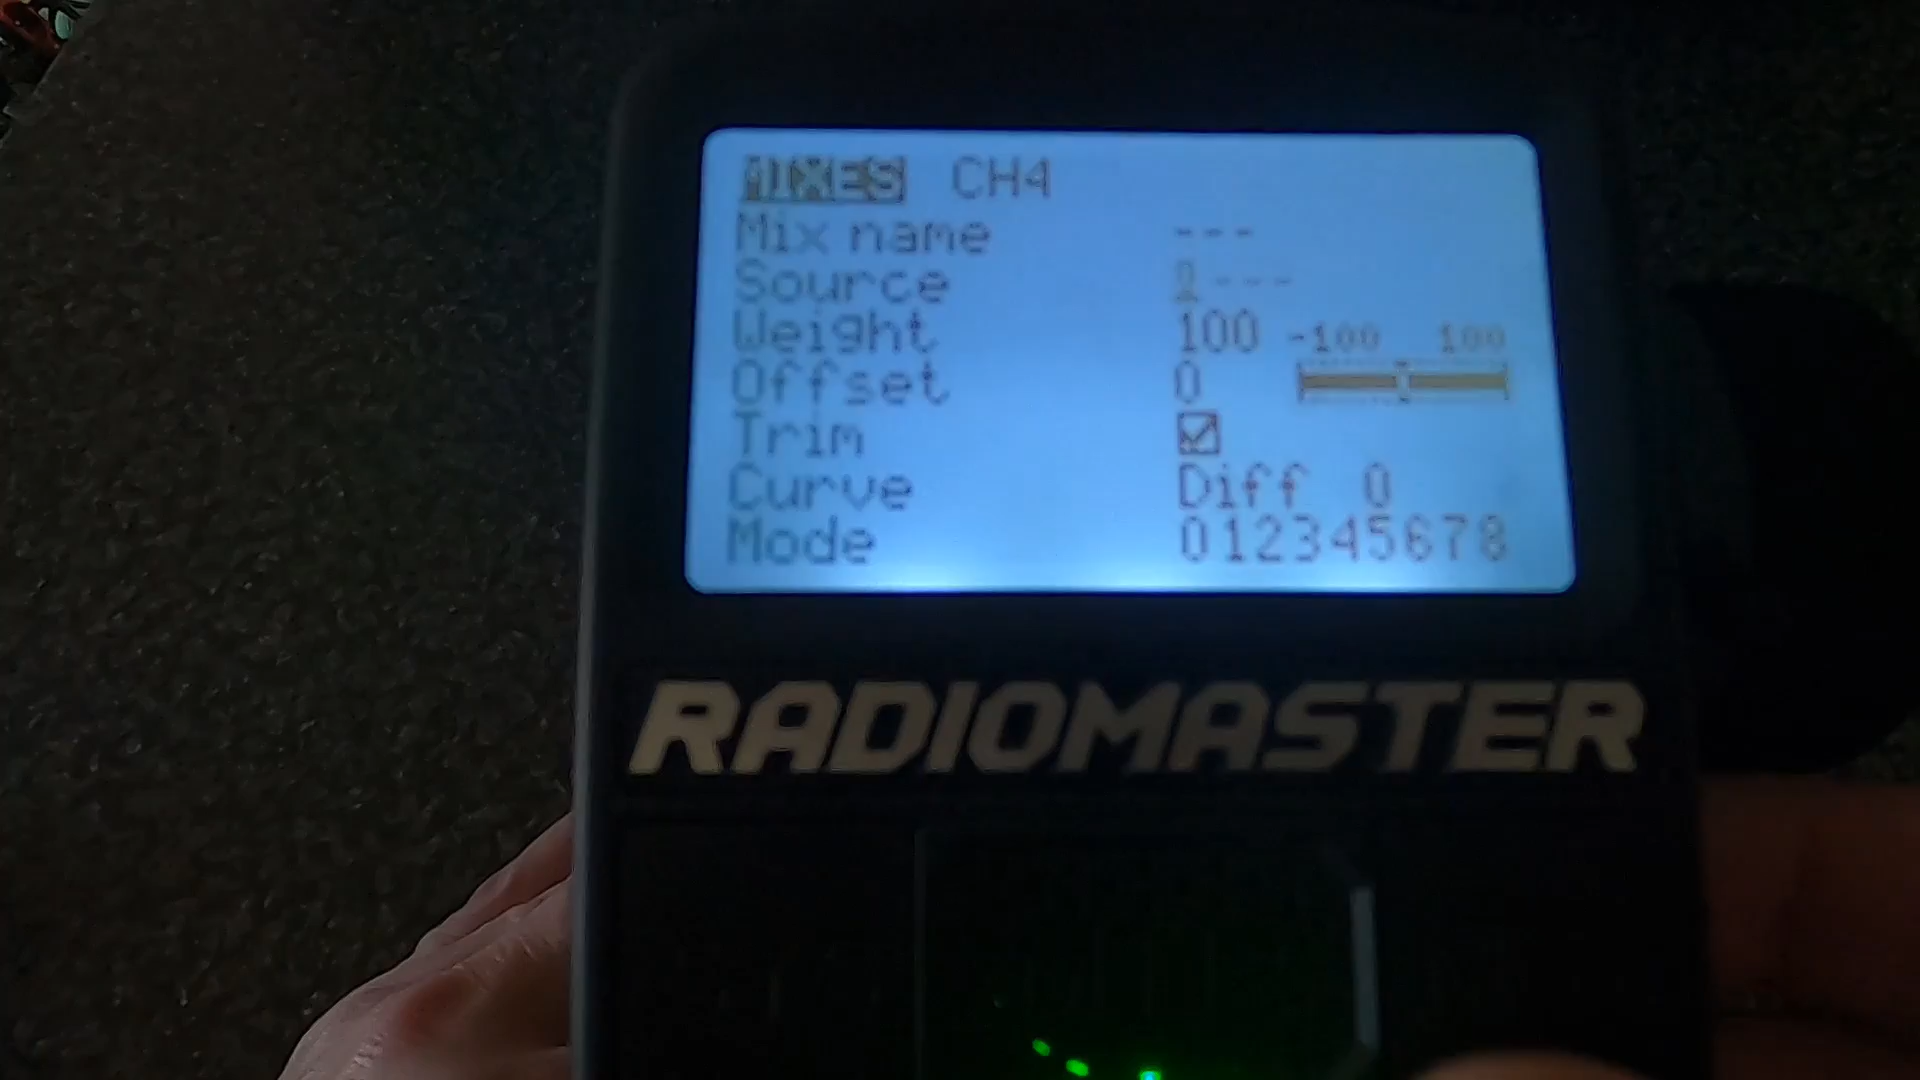 MIXES CH4
Mix name ---
Source ---
Weight 100 -100 100
Offset 0
Trim
Curve Diff 0
Mode 012345678
RADIOMASTER